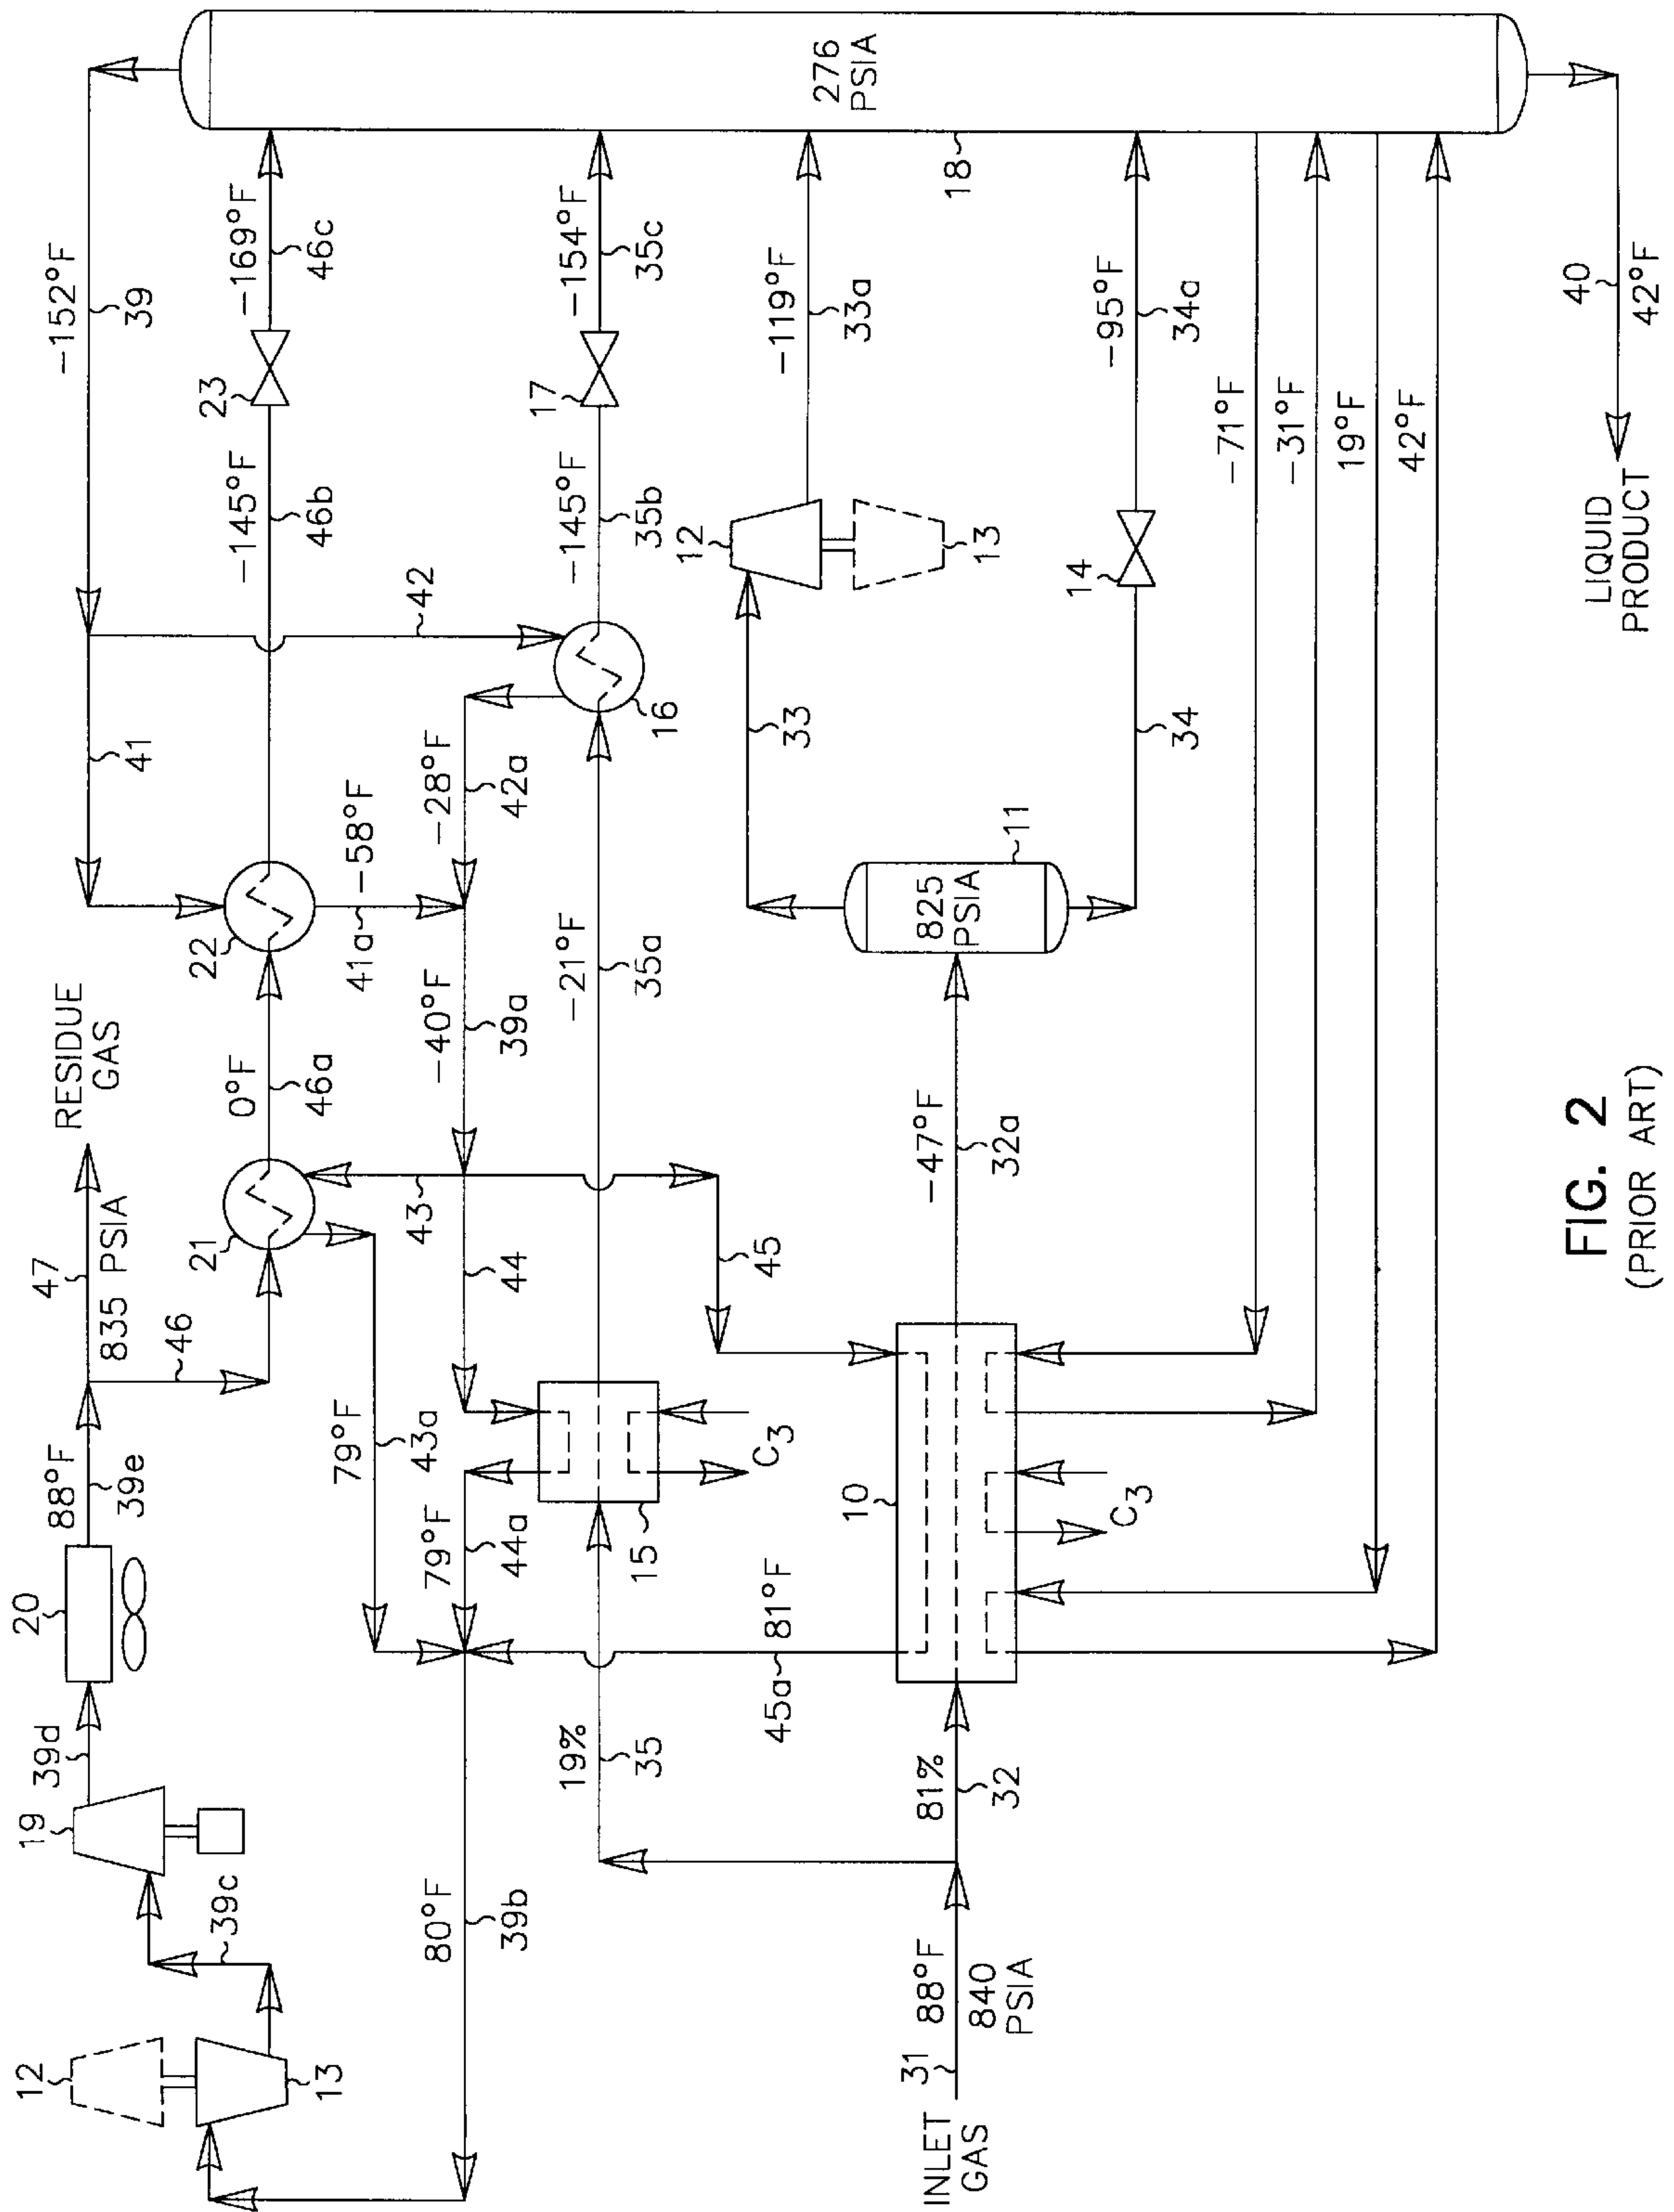 12
13
39c
19
39d
20
88°F
39e
47
835 PSIA
46
RESIDUE
GAS
21
0°F
46a
22
41
-145°F
46b
23
-169°F
46c
-152°F
39
80°F
39b
79°F
43a
79°F
44a
43
44
-40°F
39a
41a
-58°F
-28°F
42a
42
19%
35
15
C3
45
-21°F
35a
16
-145°F
35b
17
-154°F
35c
276
PSIA
45a
81°F
INLET
GAS
31
88°F
840
PSIA
81%
32
10
C3
-47°F
32a
825
PSIA
11
33
12
13
-119°F
33a
18
34
14
-95°F
34a
-71°F
-31°F
19°F
42°F
LIQUID
PRODUCT
40
42°F
FIG. 2
(PRIOR ART)